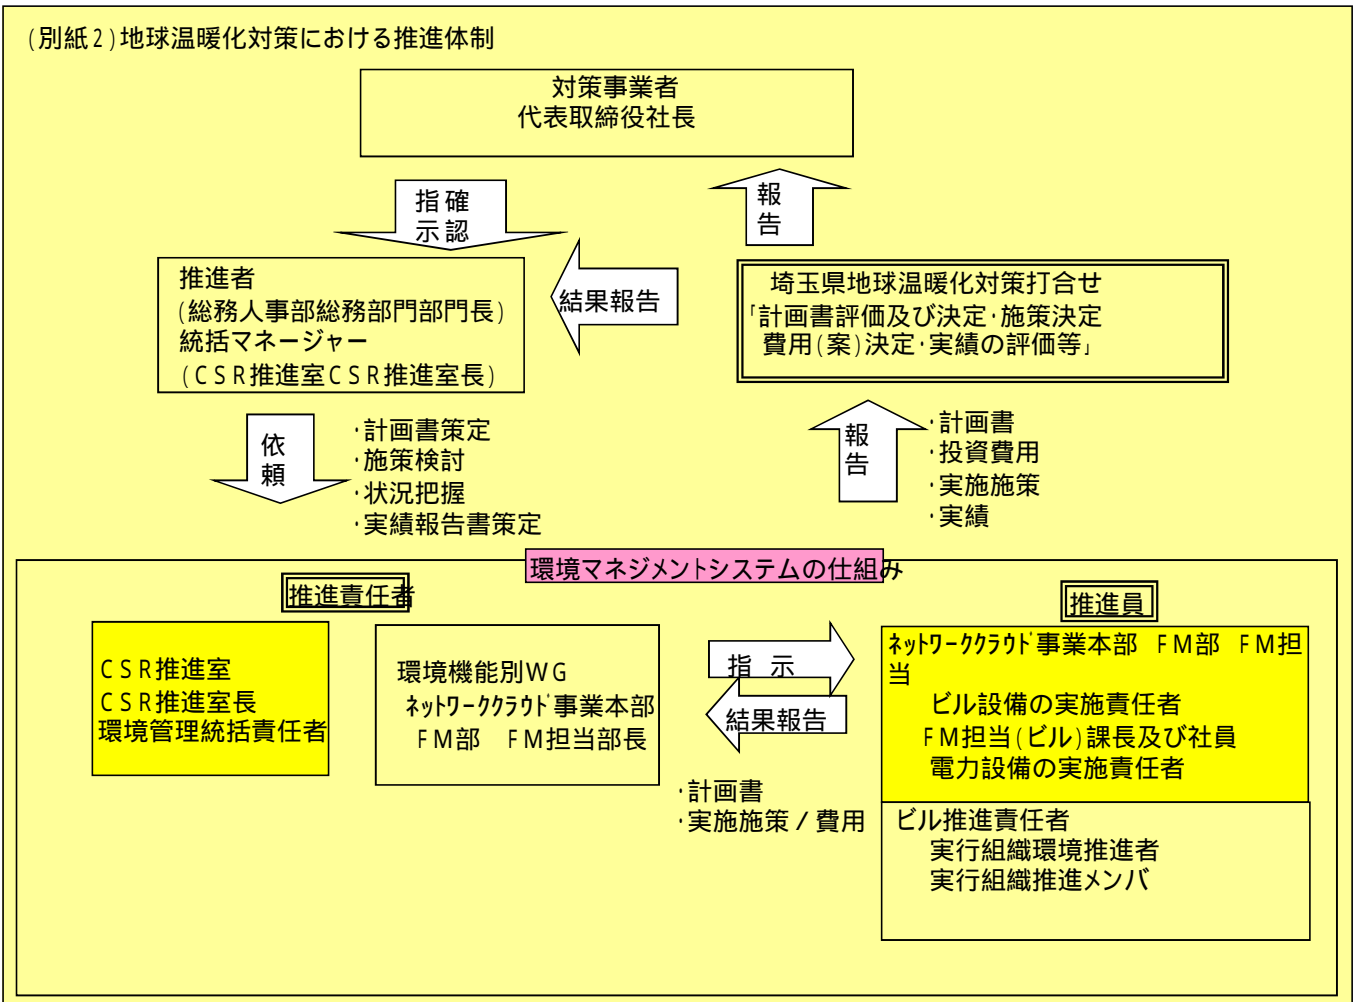 (別紙2)地球温暖化対策における推進体制
対策事業者
代表取締役社長
指確
示認
報
告
推進者
(総務人事部総務部門部門長)
統括マネージャー
(CSR推進室CSR推進室長)
結果報告
埼玉県地球温暖化対策打合せ
「計画書評価及び決定・施策決定
費用(案)決定・実績の評価等」
依
頼
・計画書策定
・施策検討
・状況把握
・実績報告書策定
報
告
・計画書
・投資費用
・実施施策
・実績
環境マネジメントシステムの仕組み
推進責任者
推進員
CSR推進室
CSR推進室長
環境管理統括責任者
環境機能別WG
ネットワーククラウド事業本部
FM部 FM担当部長
指 示
結果報告
・計画書
・実施施策/費用
ネットワーククラウド事業本部 FM部 FM担
当
ビル設備の実施責任者
FM担当(ビル)課長及び社員
電力設備の実施責任者
ビル推進責任者
実行組織環境推進者
実行組織推進メンバ